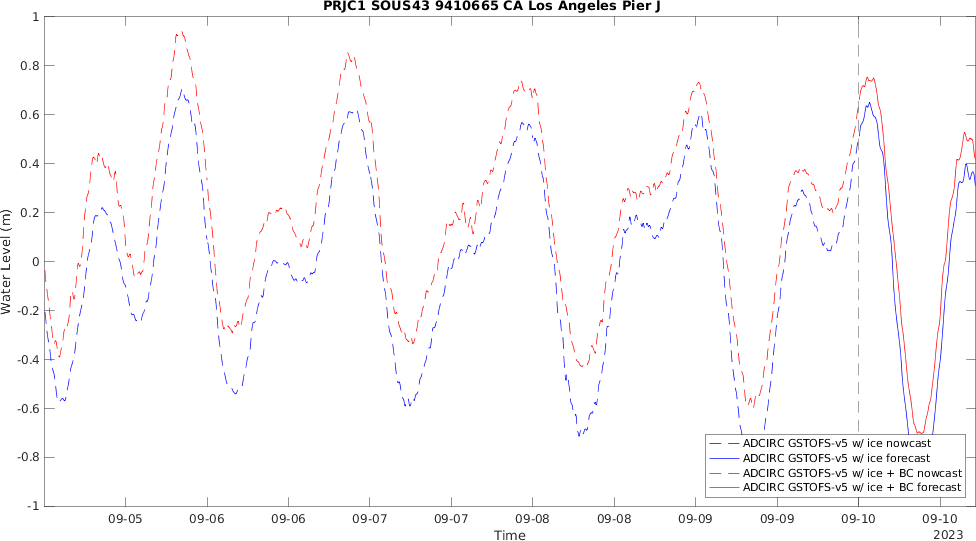 PRJC1 SOUS43 9410665 CA Los Angeles Pier J
1
0.8
0.6
0.4
0.2
0
-0.2
-0.4
-0.6
-0.8
-1
Water Level (m)
ADCIRC GSTOFS-v5 w/ ice nowcast
ADCIRC GSTOFS-v5 w/ ice forecast
ADCIRC GSTOFS-v5 w/ ice + BC nowcast
ADCIRC GSTOFS-v5 w/ ice + BC forecast
09-05 09-06 09-06 09-07 09-07 09-08 09-08 09-09 09-09 09-10 09-10
Time
2023